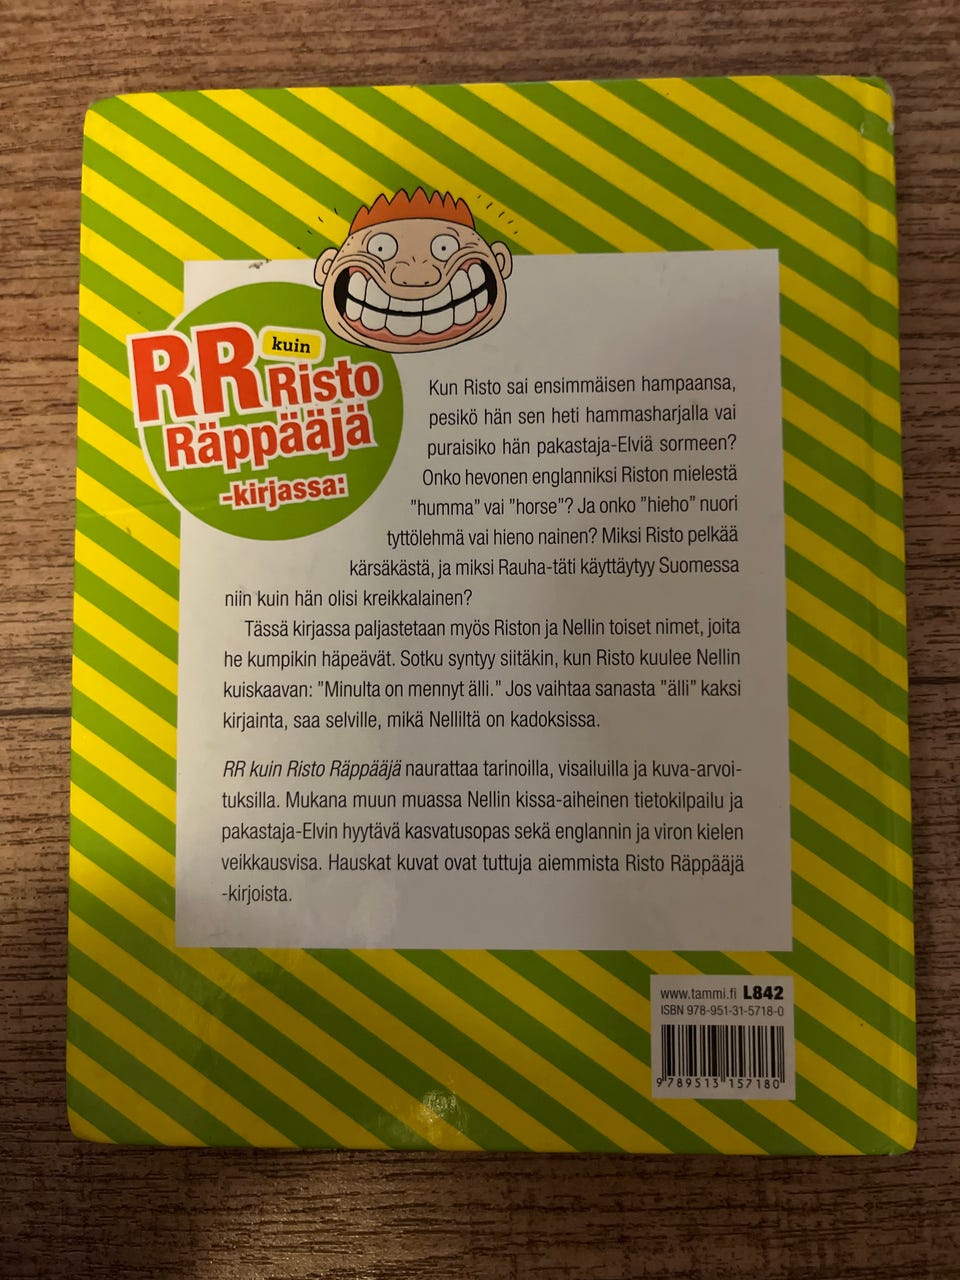 RR kuin Risto
Räppääjä
-kirjassa:
Kun Risto sai ensimmäisen hampaansa,
pesikö hän sen heti hammasharjalla vai
puraisiko hän pakastaja-Elviä sormeen?
Onko hevonen englanniksi Riston mielestä
"humma" vai "horse"? Ja onko "hieho" nuori
tyttölehmä vai hieno nainen? Miksi Risto pelkää
kärsäkästä, ja miksi Rauha-täti käyttäytyy Suomessa
niin kuin hän olisi kreikkalainen?
Tässä kirjassa paljastetaan myös Riston ja Nellin toiset nimet, joita
he kumpikin häpeävät. Sotku syntyy siitäkin, kun Risto kuulee Nellin
kuiskaavan: "Minulta on mennyt älli." Jos vaihtaa sanasta "älli" kaksi
kirjainta, saa selville, mikä Nelliltä on kadoksissa.
RR kuin Risto Räppääjä naurattaa tarinoilla, visailuilla ja kuva-arvoi-
tuksilla. Mukana muun muassa Nellin kissa-aiheinen tietokilpailu ja
pakastaja-Elvin hyytävä kasvatusopas sekä englannin ja viron kielen
veikkausvisa. Hauskat kuvat ovat tuttuja aiemmista Risto Räppääjä
-kirjoista.
www.tammi.fi L842
ISBN 978-951-31-5718-0
9 789513 157180